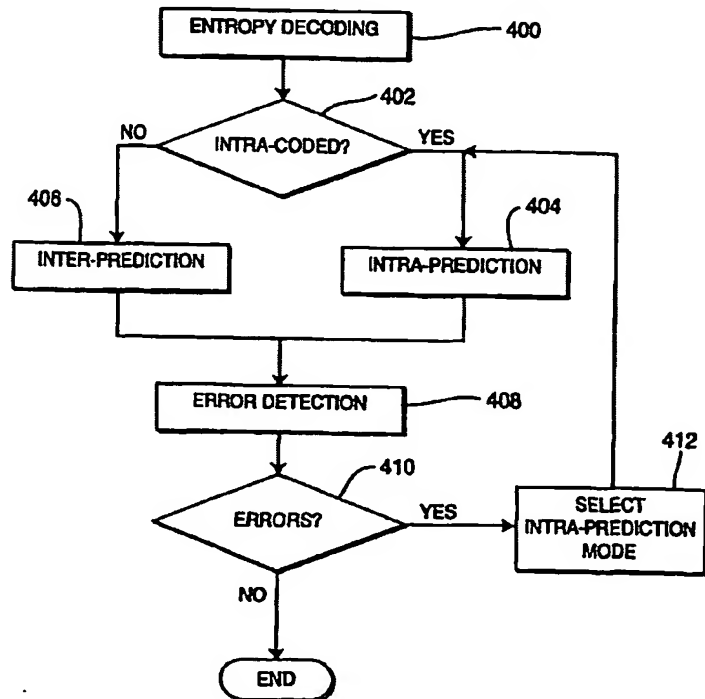 ENTROPY DECODING
400
402
NO
INTRA-CODED?
YES
406
404
INTER-PREDICTION
INTRA-PREDICTION
ERROR DETECTION
408
410
412
ERRORS?
YES
SELECT
INTRA-PREDICTION
MODE
NO
END